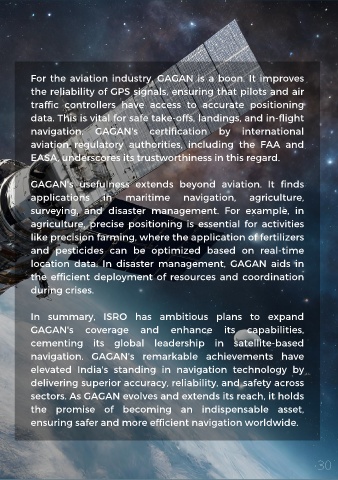 For the aviation industry, GAGAN is a boon. It improves
the reliability of GPS signals, ensuring that pilots and air
traffic controllers have access to accurate positioning
data. This is vital for safe take-offs, landings, and in-flight
navigation. GAGAN's certification by international
aviation regulatory authorities, including the FAA and
EASA, underscores its trustworthiness in this regard.
GAGAN's usefulness extends beyond aviation. It finds
applications in maritime navigation, agriculture,
surveying, and disaster management. For example, in
agriculture, precise positioning is essential for activities
like precision farming, where the application of fertilizers
and pesticides can be optimized based on real-time
location data. In disaster management, GAGAN aids in
the efficient deployment of resources and coordination
during crises.
In summary, ISRO has ambitious plans to expand
GAGAN's coverage and enhance its capabilities,
cementing its global leadership in satellite-based
navigation. GAGAN's remarkable achievements have
elevated India's standing in navigation technology by
delivering superior accuracy, reliability, and safety across
sectors. As GAGAN evolves and extends its reach, it holds
the promise of becoming an indispensable asset,
ensuring safer and more efficient navigation worldwide.
30